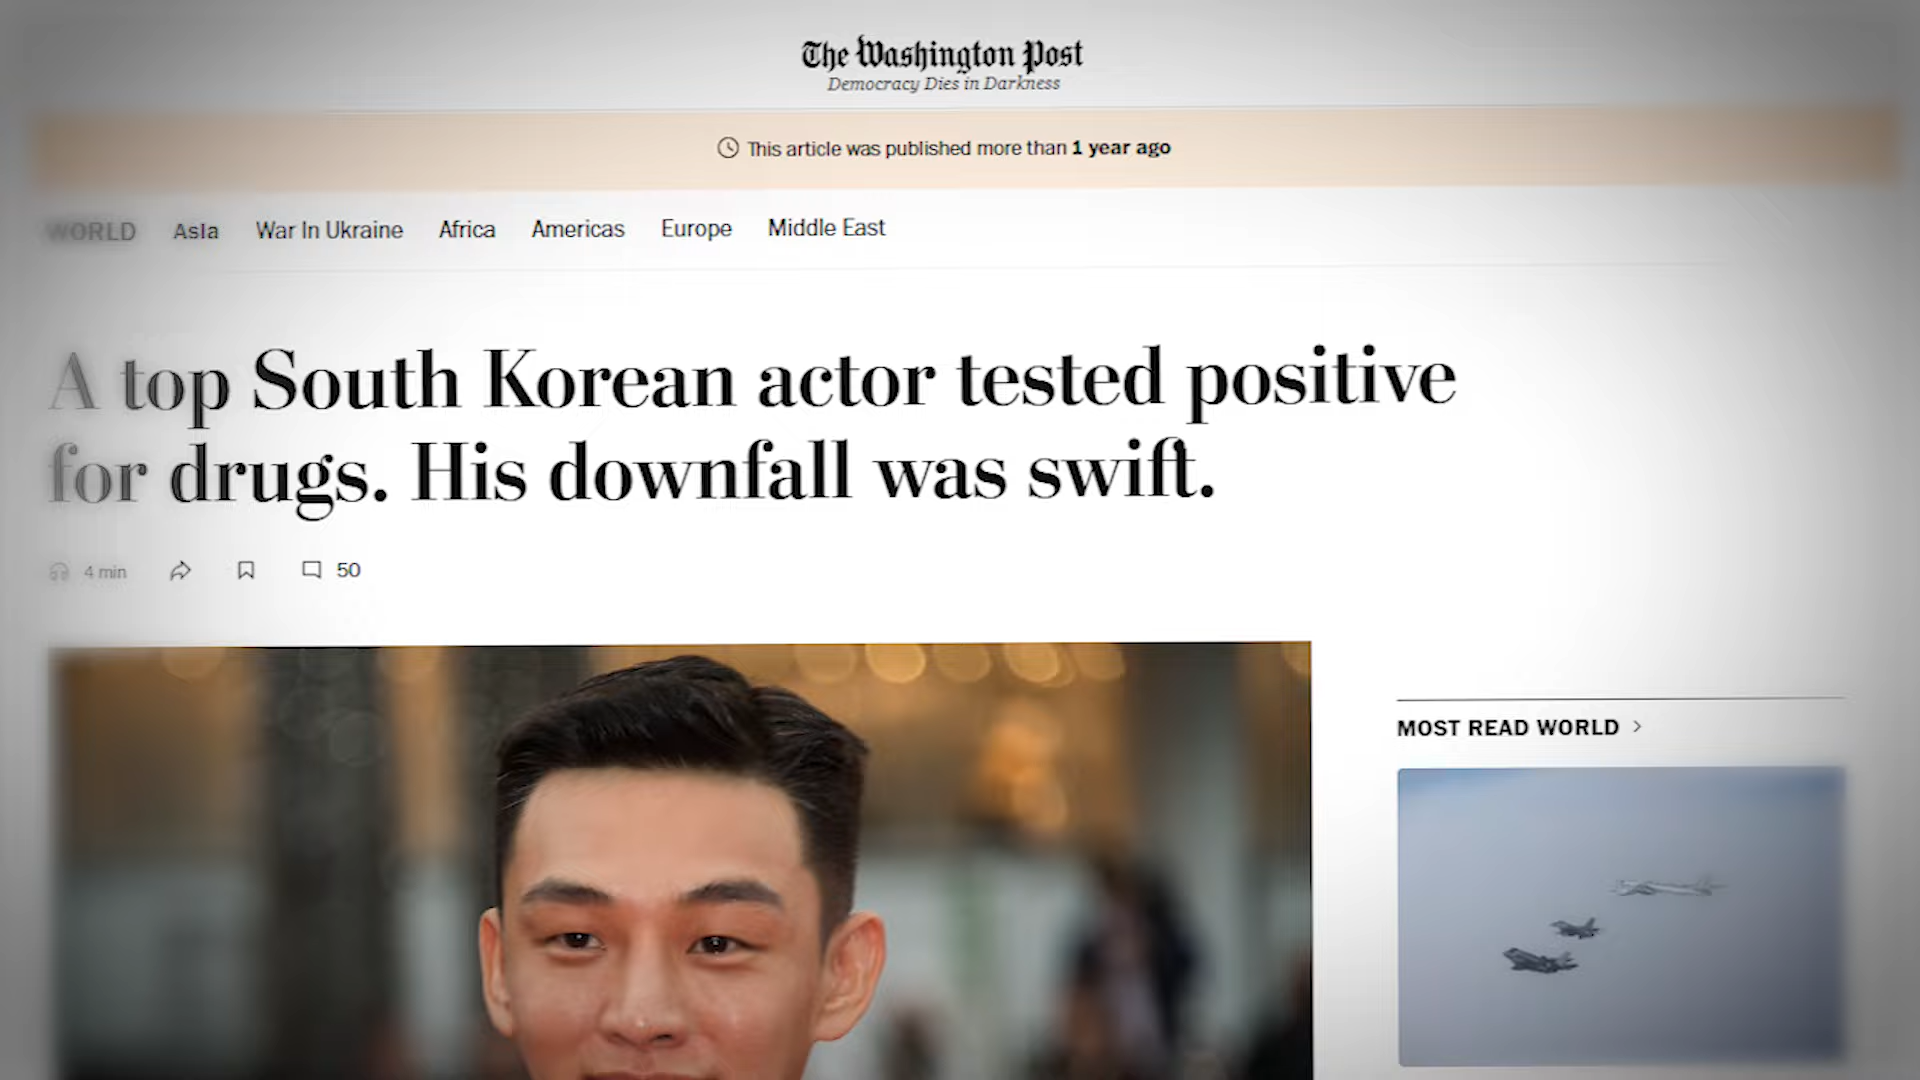 The Washington Post
Democracy Dies in Darkness
This article was published more than 1 year ago
WORLD Asia War In Ukraine Africa Americas Europe Middle East
A top South Korean actor tested positive
for drugs. His downfall was swift.
4 min 50
MOST READ WORLD >